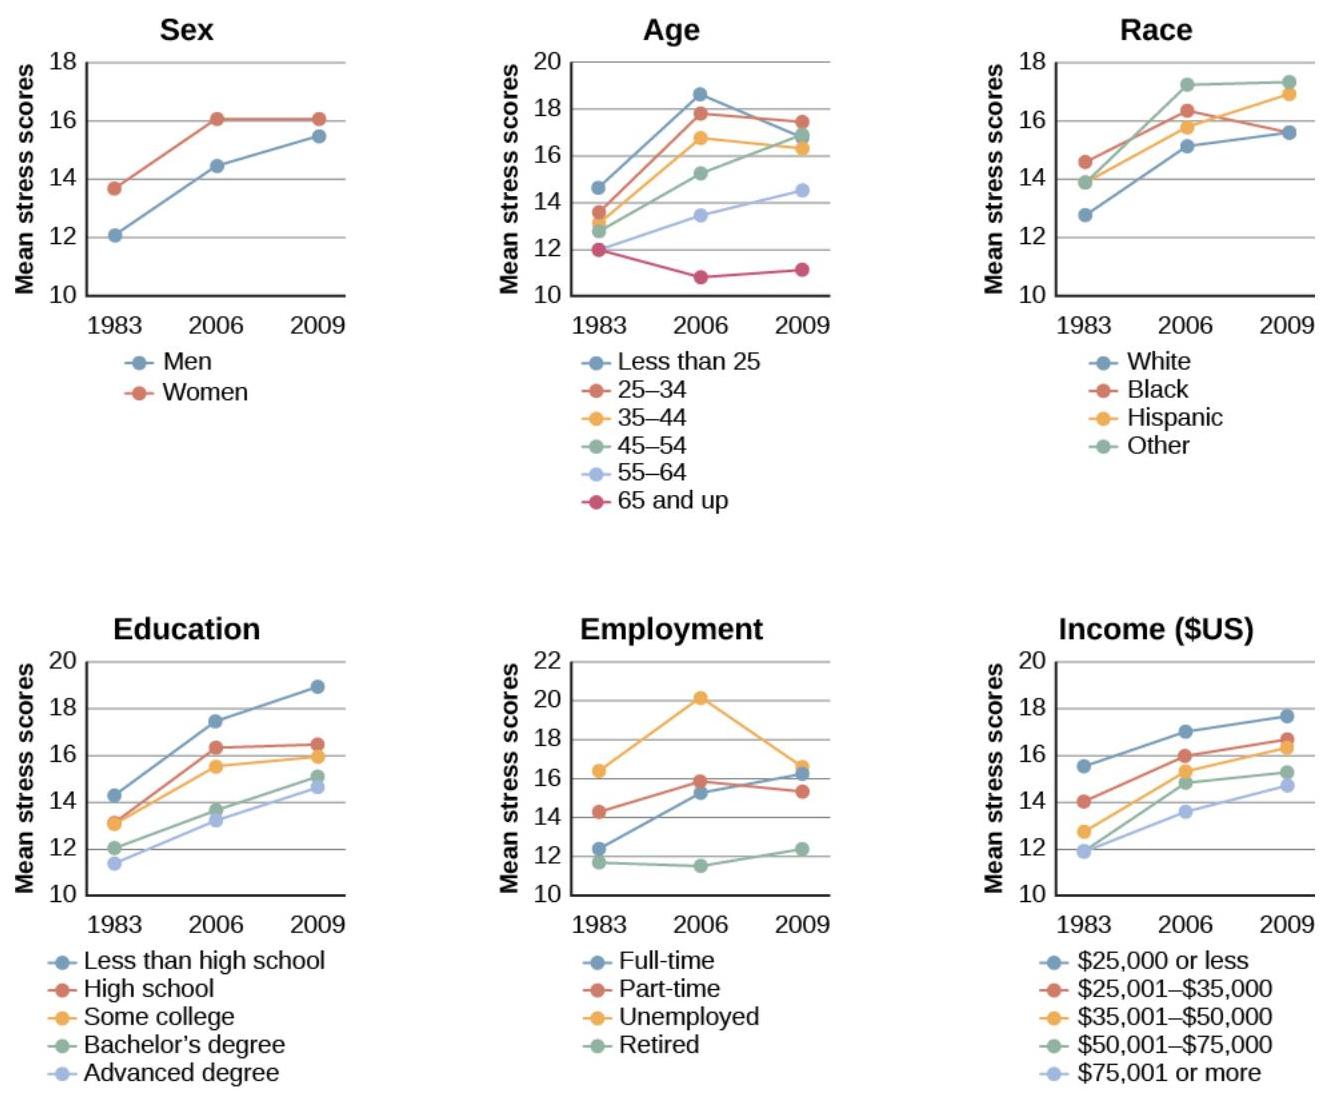 Sex
Mean stress scores
18
16
14
12
10
1983 2006 2009
Men
Women
Age
Mean stress scores
20
18
16
14
12
10
1983 2006 2009
Less than 25
25–34
35–44
45–54
55–64
65 and up
Race
Mean stress scores
18
16
14
12
10
1983 2006 2009
White
Black
Hispanic
Other
Education
Mean stress scores
20
18
16
14
12
10
1983 2006 2009
Less than high school
High school
Some college
Bachelor’s degree
Advanced degree
Employment
Mean stress scores
22
20
18
16
14
12
10
1983 2006 2009
Full-time
Part-time
Unemployed
Retired
Income ($US)
Mean stress scores
20
18
16
14
12
10
1983 2006 2009
$25,000 or less
$25,001–$35,000
$35,001–$50,000
$50,001–$75,000
$75,001 or more